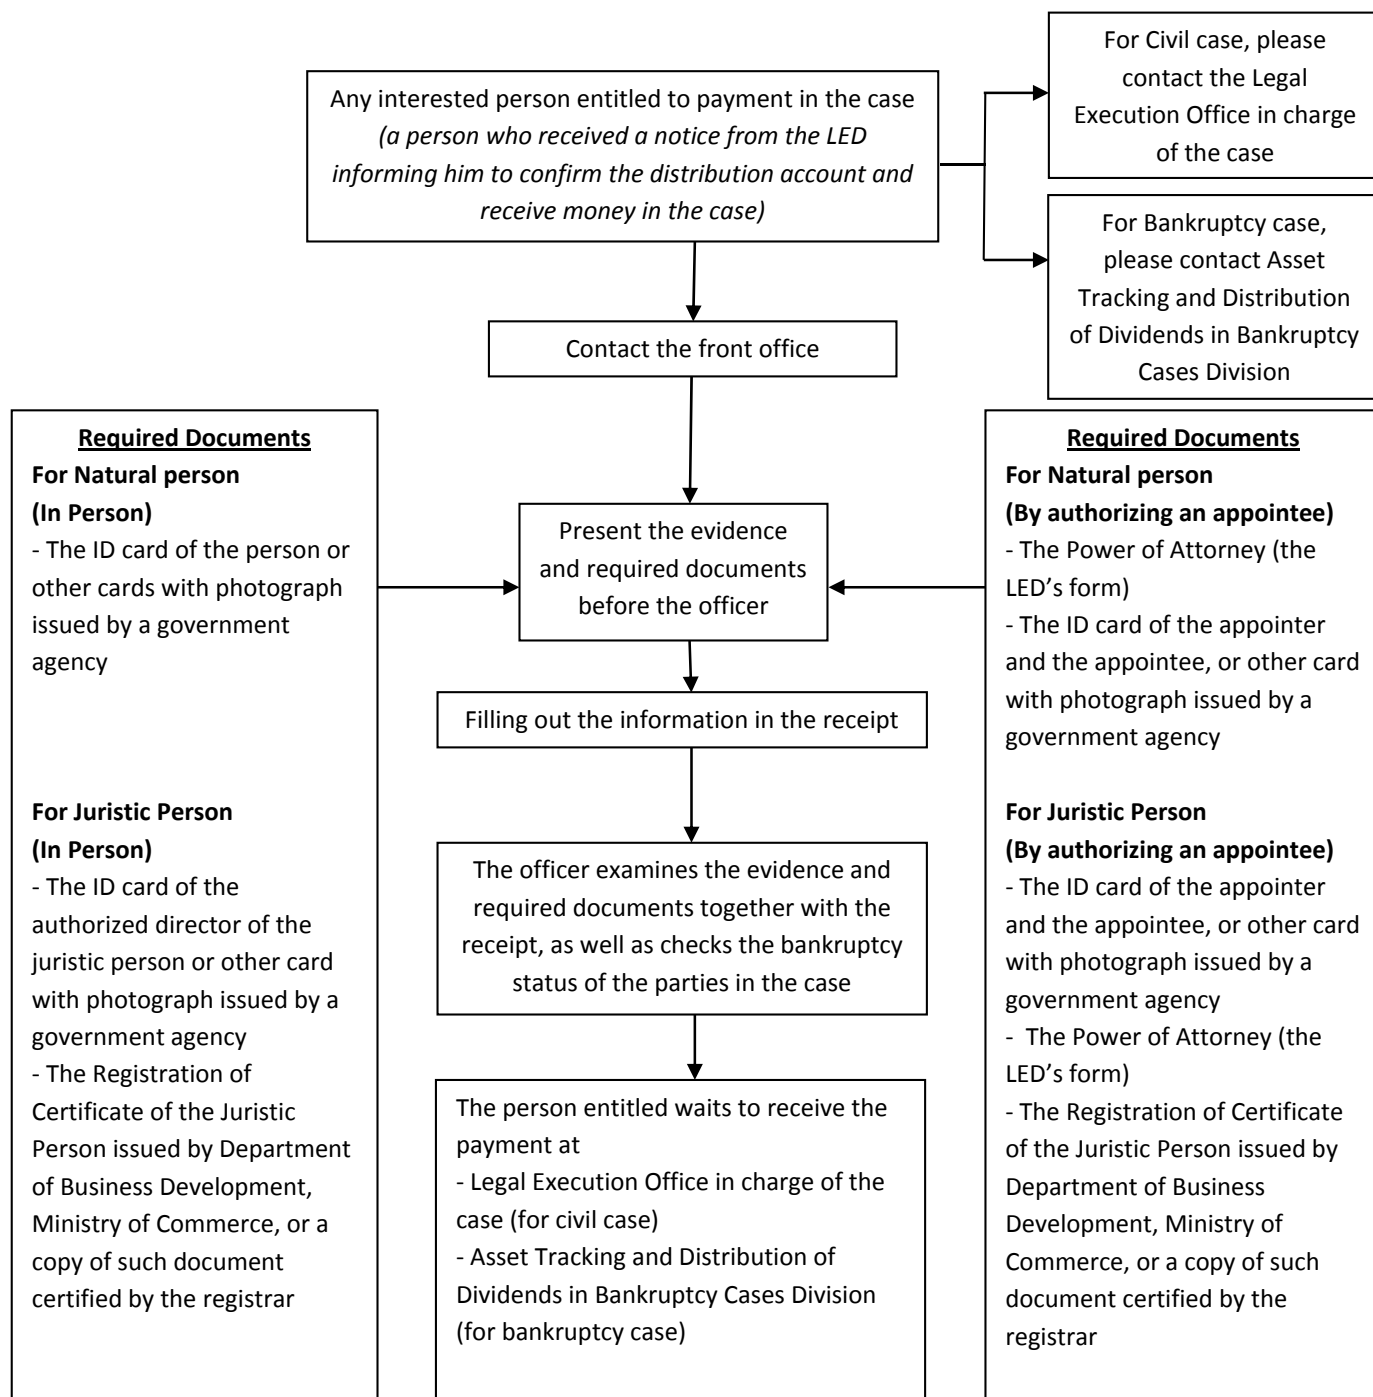 Any interested person entitled to payment in the case
(a person who received a notice from the LED
informing him to confirm the distribution account and
receive money in the case)
For Civil case, please
contact the Legal
Execution Office in charge
of the case
For Bankruptcy case,
please contact Asset
Tracking and Distribution
of Dividends in Bankruptcy
Cases Division
Contact the front office
Required Documents
For Natural person
(In Person)
- The ID card of the person or
other cards with photograph
issued by a government
agency
For Juristic Person
(In Person)
- The ID card of the
authorized director of the
juristic person or other card
with photograph issued by a
government agency
- The Registration of
Certificate of the Juristic
Person issued by Department
of Business Development,
Ministry of Commerce, or a
copy of such document
certified by the registrar
Present the evidence
and required documents
before the officer
Filling out the information in the receipt
The officer examines the evidence and
required documents together with the
receipt, as well as checks the bankruptcy
status of the parties in the case
The person entitled waits to receive the
payment at
- Legal Execution Office in charge of the
case (for civil case)
- Asset Tracking and Distribution of
Dividends in Bankruptcy Cases Division
(for bankruptcy case)
Required Documents
For Natural person
(By authorizing an appointee)
- The Power of Attorney (the
LED's form)
- The ID card of the appointer
and the appointee, or other card
with photograph issued by a
government agency
For Juristic Person
(By authorizing an appointee)
- The ID card of the appointer
and the appointee, or other card
with photograph issued by a
government agency
- The Power of Attorney (the
LED's form)
- The Registration of Certificate
of the Juristic Person issued by
Department of Business
Development, Ministry of
Commerce, or a copy of such
document certified by the
registrar